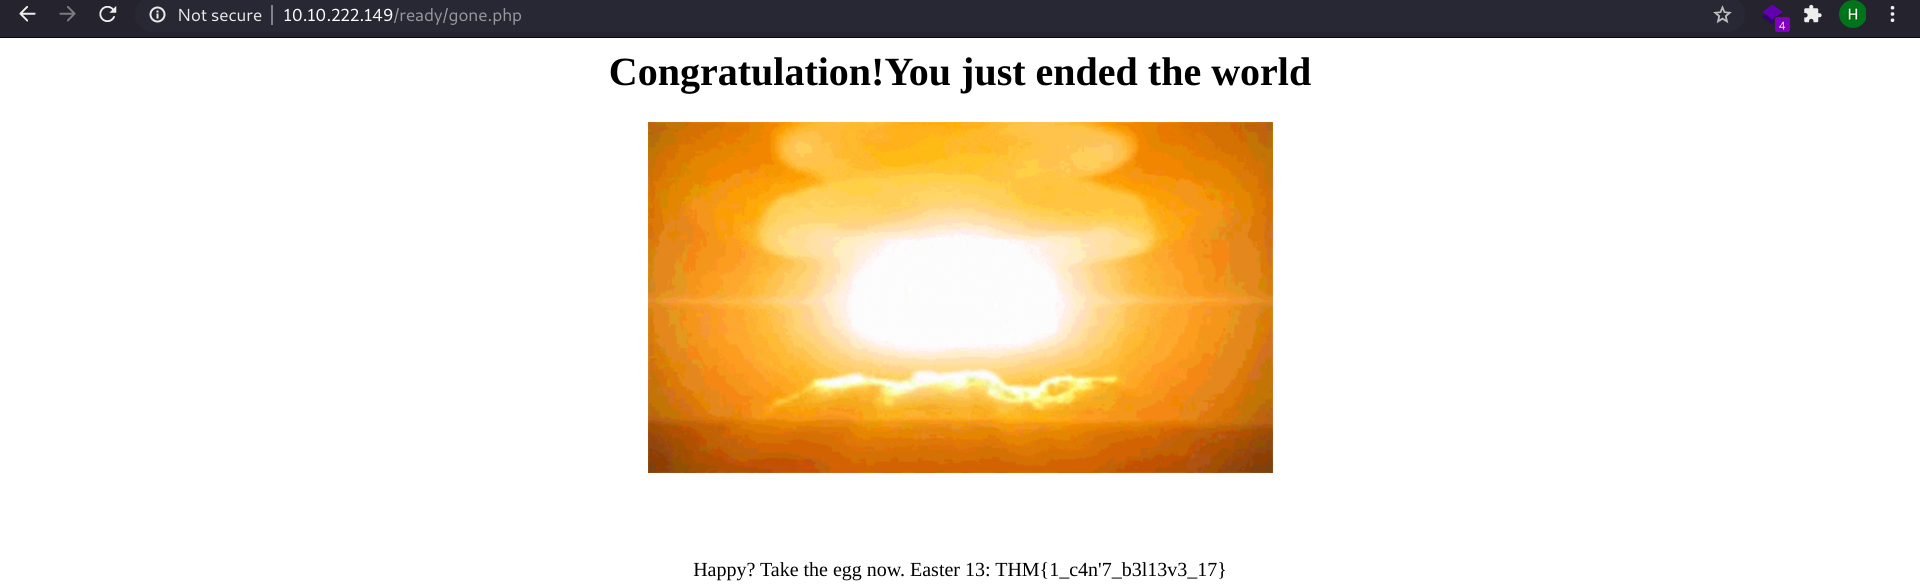 Not secure | 10.10.222.149/ready/gone.php
4
H
Congratulation!You just ended the world
Happy? Take the egg now. Easter 13: THM{1_c4n'7_b3l13v3_17}